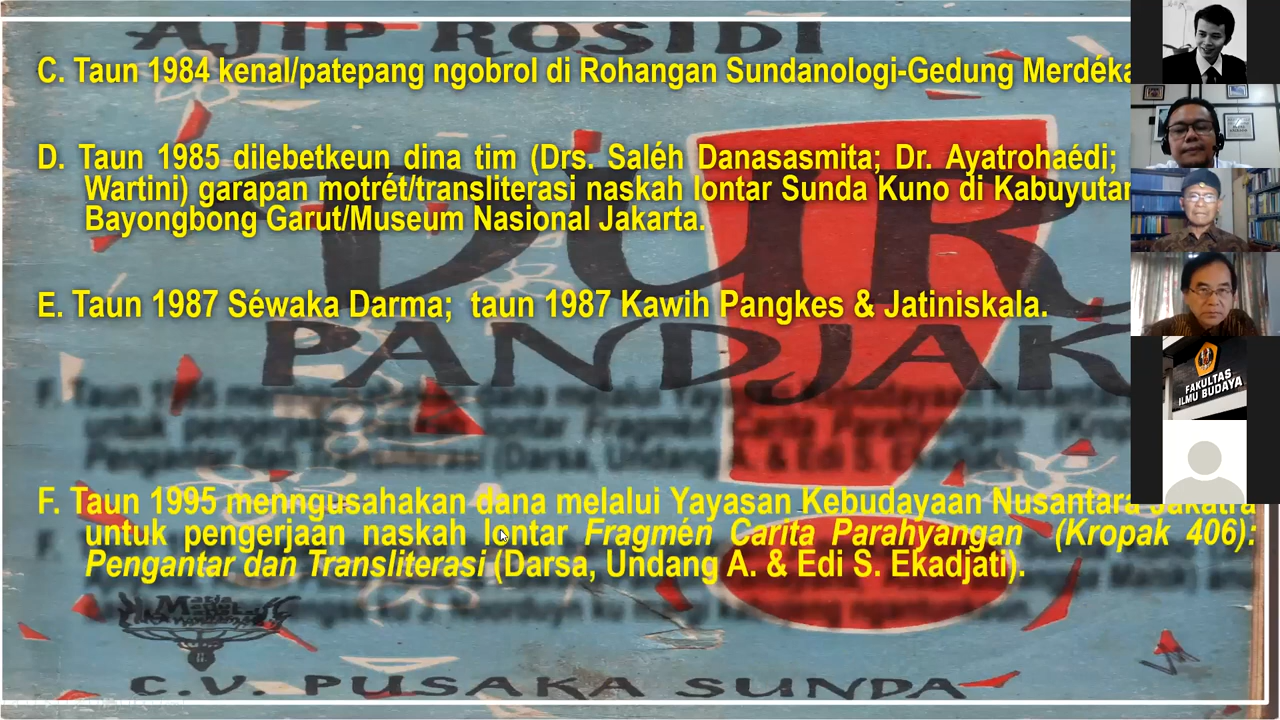 AJIP ROSIDI
C. Taun 1984 kenal/patepang ngobrol di Rohangan Sundanologi-Gedung Merdéka
D. Taun 1985 dilebetkeun dina tim (Drs. Saléh Danasasmita; Dr. Ayatrohaédi;
Wartini) garapan motrét/transliterasi naskah lontar Sunda Kuno di Kabuyutan
Bayongbong Garut/Museum Nasional Jakarta.
DUR
E. Taun 1987 Séwaka Darma; taun 1987 Kawih Pangkes & Jatiniskala.
PANDJAK
FAKULTAS
ILMU BUDAYA
F. Taun 1995 menngusahakan dana melalui Yayasan Kebudayaan Nusantara Jakatra
untuk pengerjaan naskah lontar Fragmén Carita Parahyangan (Kropak 406):
Pengantar dan Transliterasi (Darsa, Undang A. & Edi S. Ekadjati).
C.V. PUSAKA SUNDA